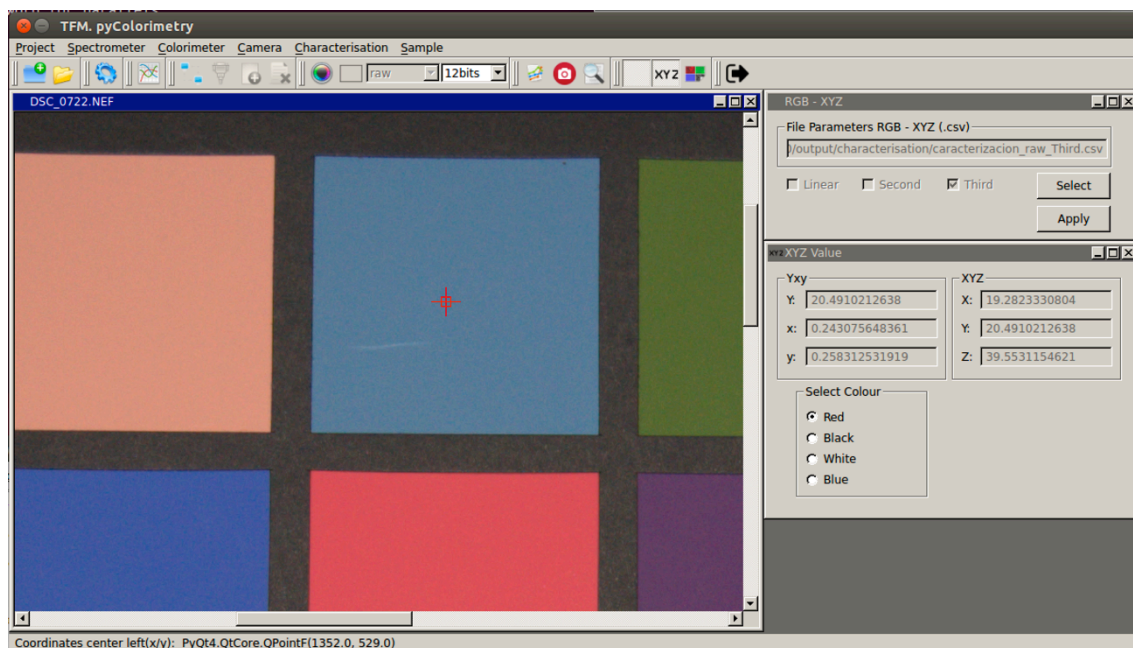 TFM. pyColorimetry
Project Spectrometer Colorimeter Camera Characterisation Sample
raw 12bits XYZ
DSC_0722.NEF
RGB - XYZ
File Parameters RGB - XYZ (.csv)
)/output/characterisation/caracterizacion_raw_Third.csv
Linear Second Third Select
Apply
XYZ XYZ Value
Yxy XYZ
Y: 20.4910212638 X: 19.2823330804
x: 0.243075648361 Y: 20.4910212638
y: 0.258312531919 Z: 39.5531154621
Select Colour
Red
Black
White
Blue
Coordinates center left(x/y): PyQt4.QtCore.QPointF(1352.0, 529.0)